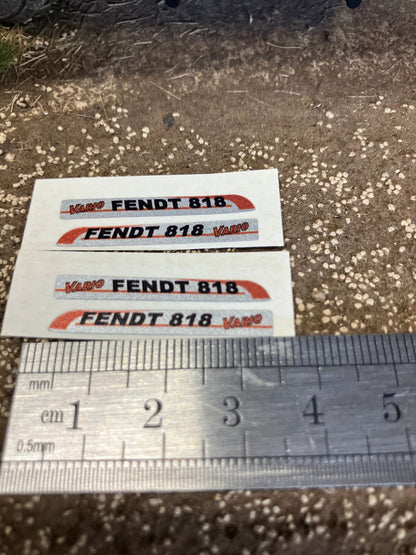 VARIO FENDT 818
FENDT 818 VARIO
VARIO FENDT 818
FENDT 818 VARIO
mm
cm 1 2 3 4 5
0.5mm